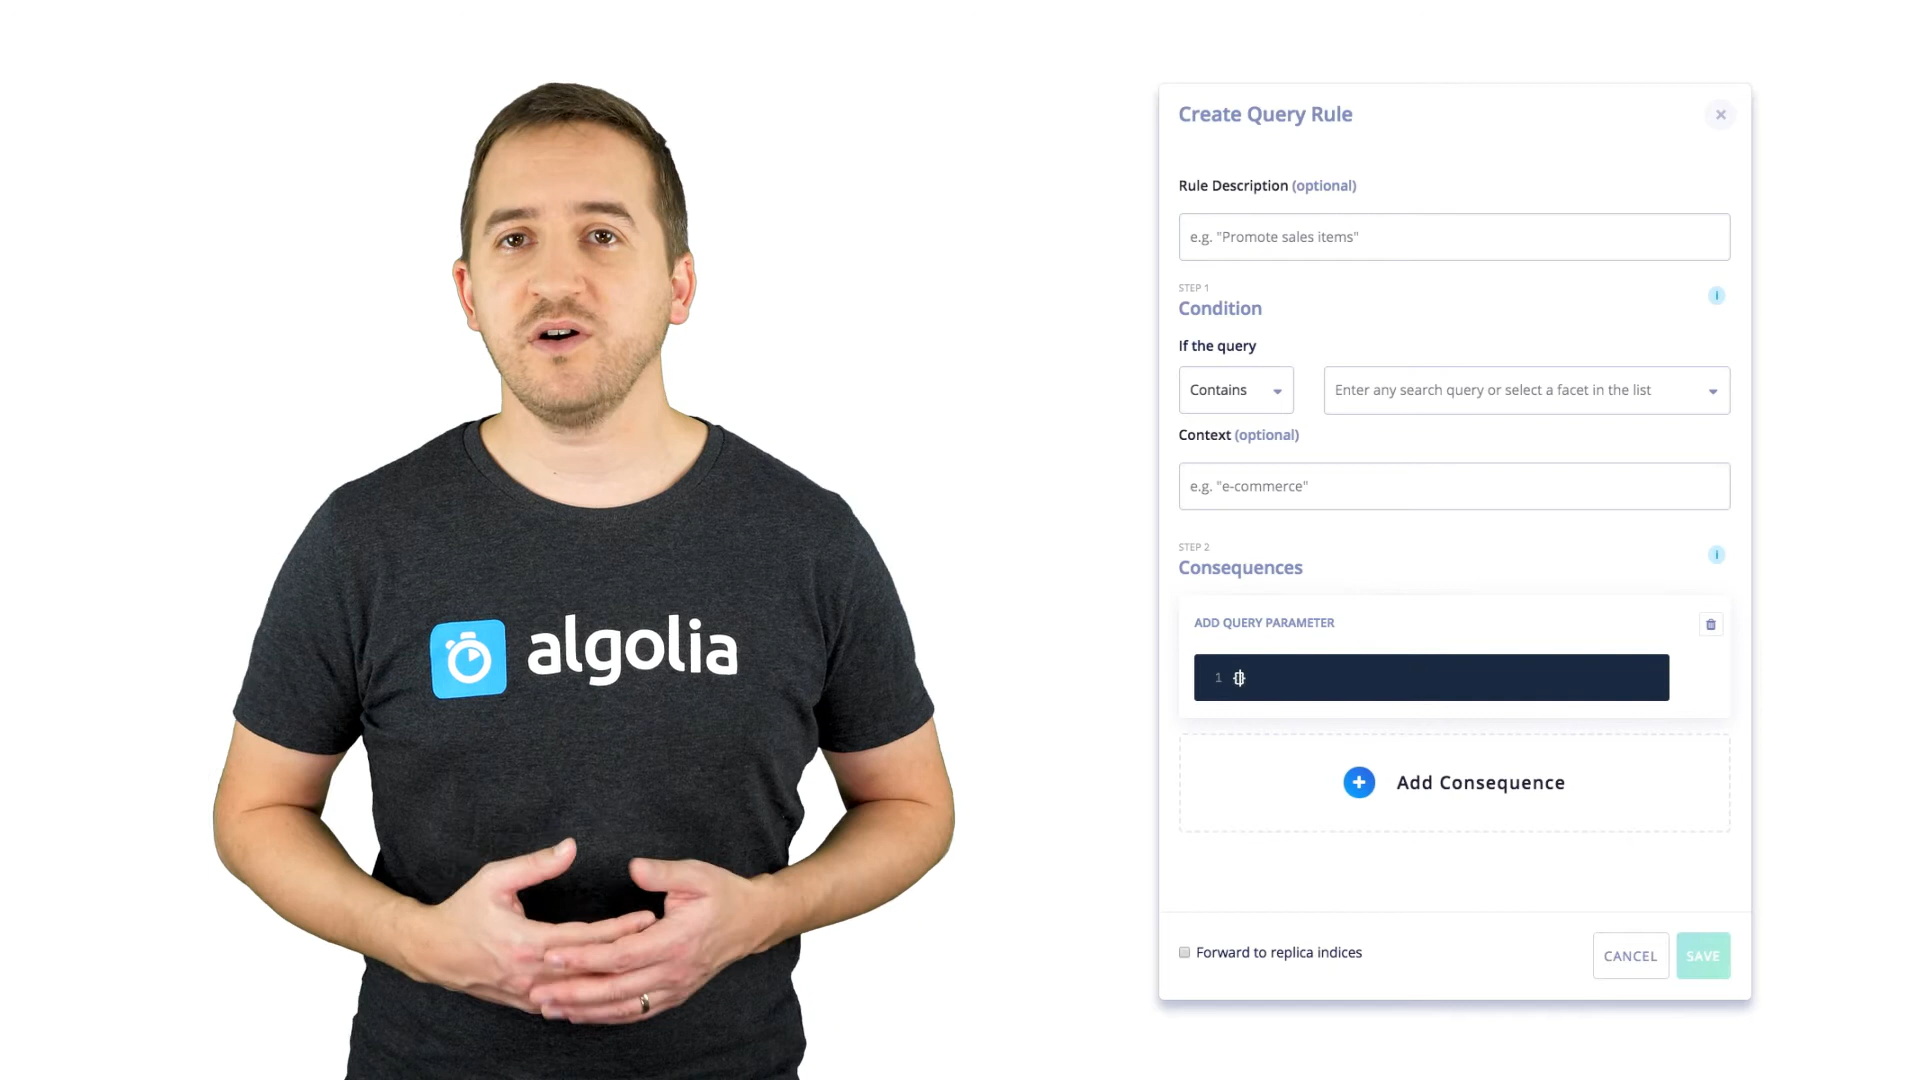 algolia
Create Query Rule
Rule Description (optional)
e.g. "Promote sales items"
STEP 1
Condition
i
If the query
Contains
Enter any search query or select a facet in the list
Context (optional)
e.g. "e-commerce"
STEP 2
Consequences
i
ADD QUERY PARAMETER
1 {}
Add Consequence
Forward to replica indices
CANCEL
SAVE